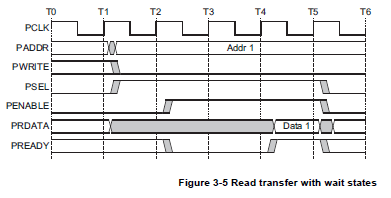 T0 T1 T2 T3 T4 T5 T6
PCLK
PADDR Addr 1
PWRITE
PSEL
PENABLE
PRDATA Data 1
PREADY
Figure 3-5 Read transfer with wait states